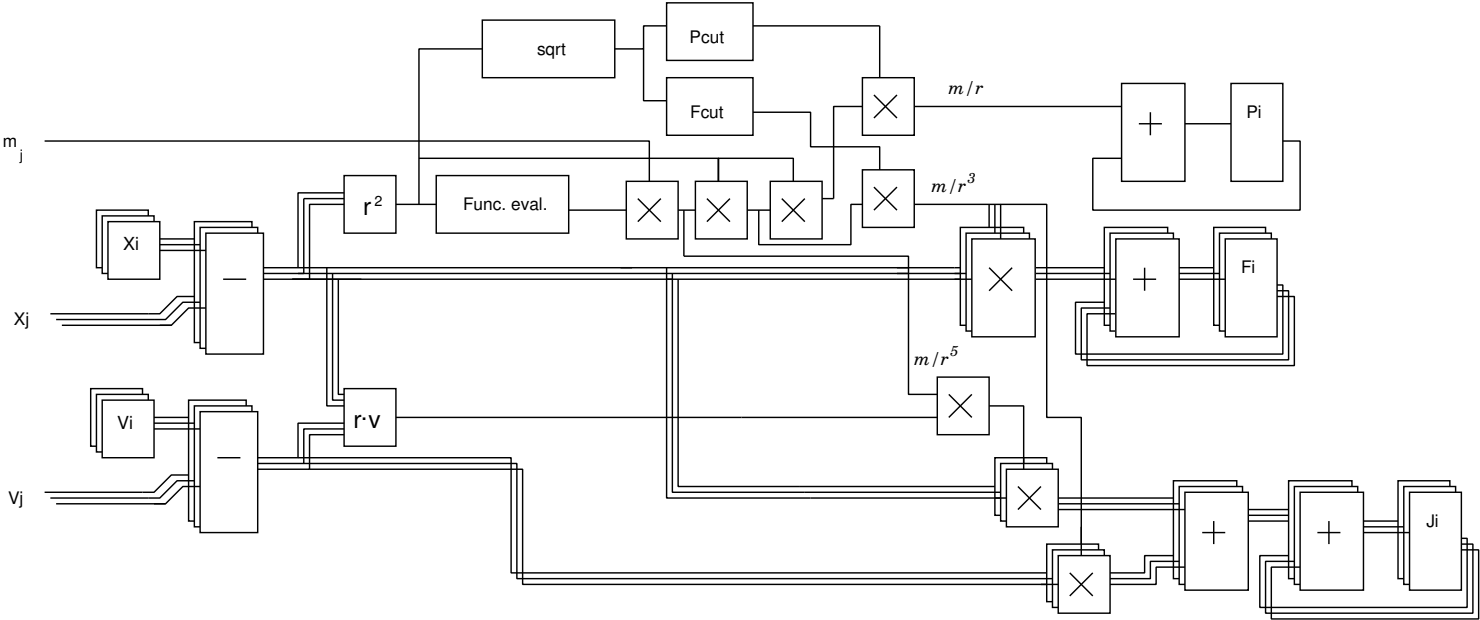 sqrt
Pcut
Fcut
×
m/r
+
Pi
m j
r²
Func. eval.
×
×
×
×
m/r³
Xi
−
×
+
Fi
Xj
m/r⁵
×
Vi
−
r·v
×
Vj
+
+
Ji
×